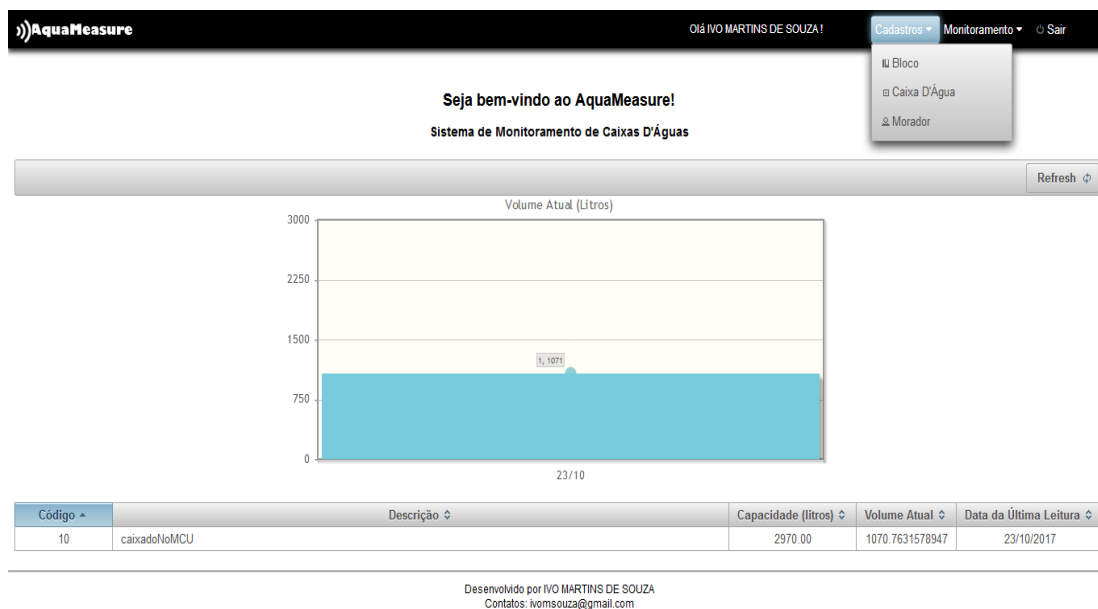 AquaMeasure
Olá IVO MARTINS DE SOUZA !
Cadastros
Monitoramento
Sair
Bloco
Caixa D'Água
Morador
Seja bem-vindo ao AquaMeasure!
Sistema de Monitoramento de Caixas D'Águas
Refresh
Volume Atual (Litros)
3000
2250
1500
750
0
1, 1071
23/10
Código Descrição Capacidade (litros) Volume Atual Data da Última Leitura
10 caixadoNoMCU 2970.00 1070.7631578947 23/10/2017
Desenvolvido por IVO MARTINS DE SOUZA
Contatos: ivomsouza@gmail.com